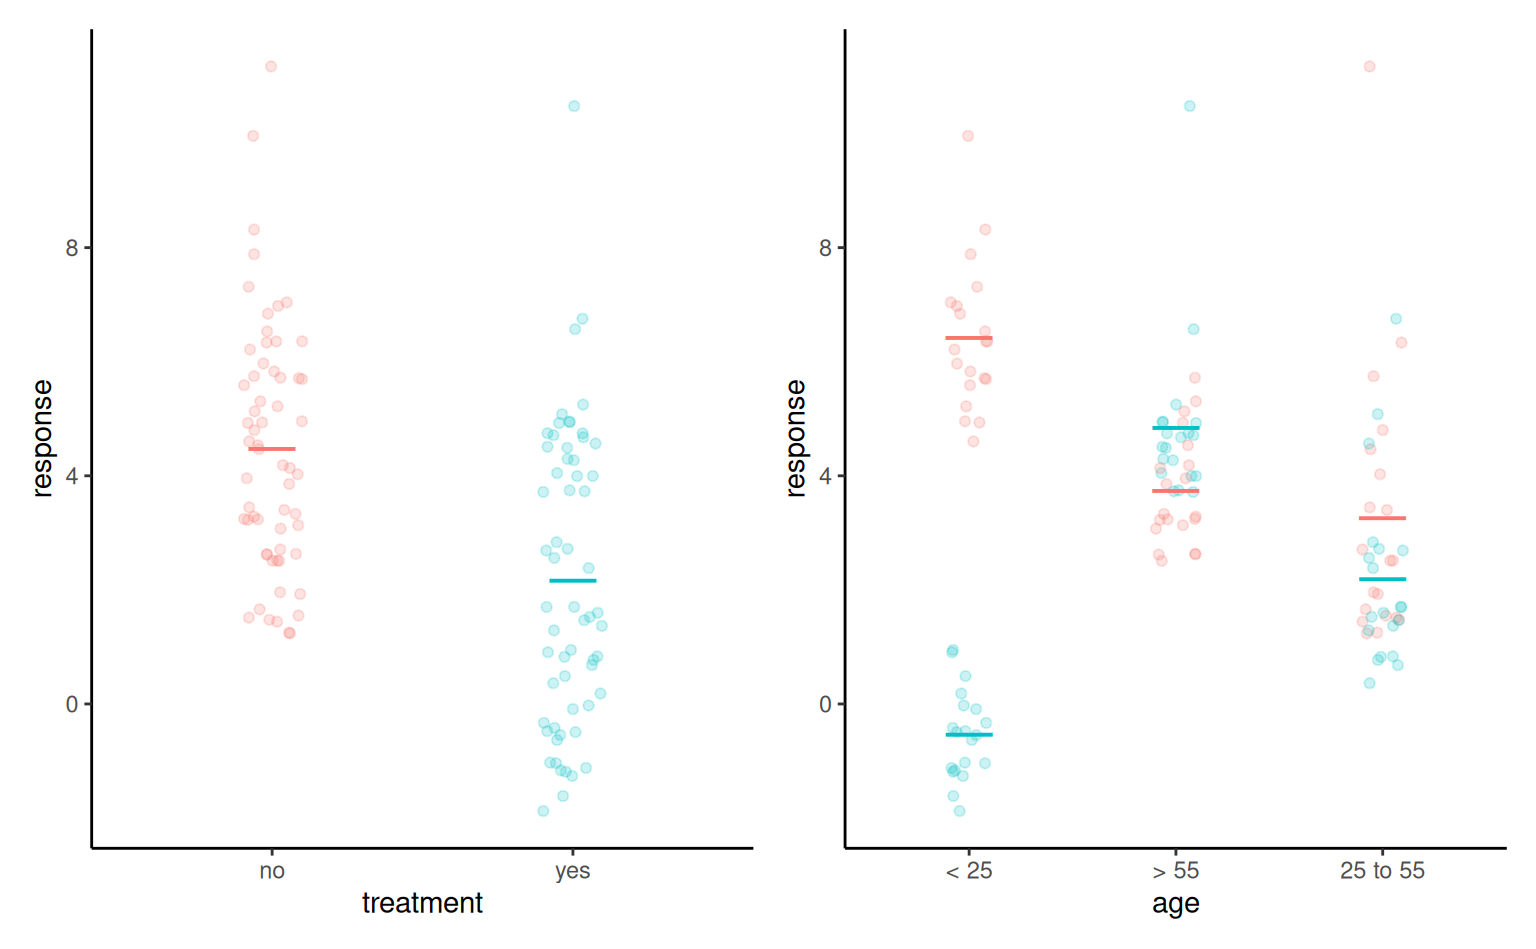 response
8
4
0
no
yes
treatment
response
8
4
0
< 25
> 55
25 to 55
age